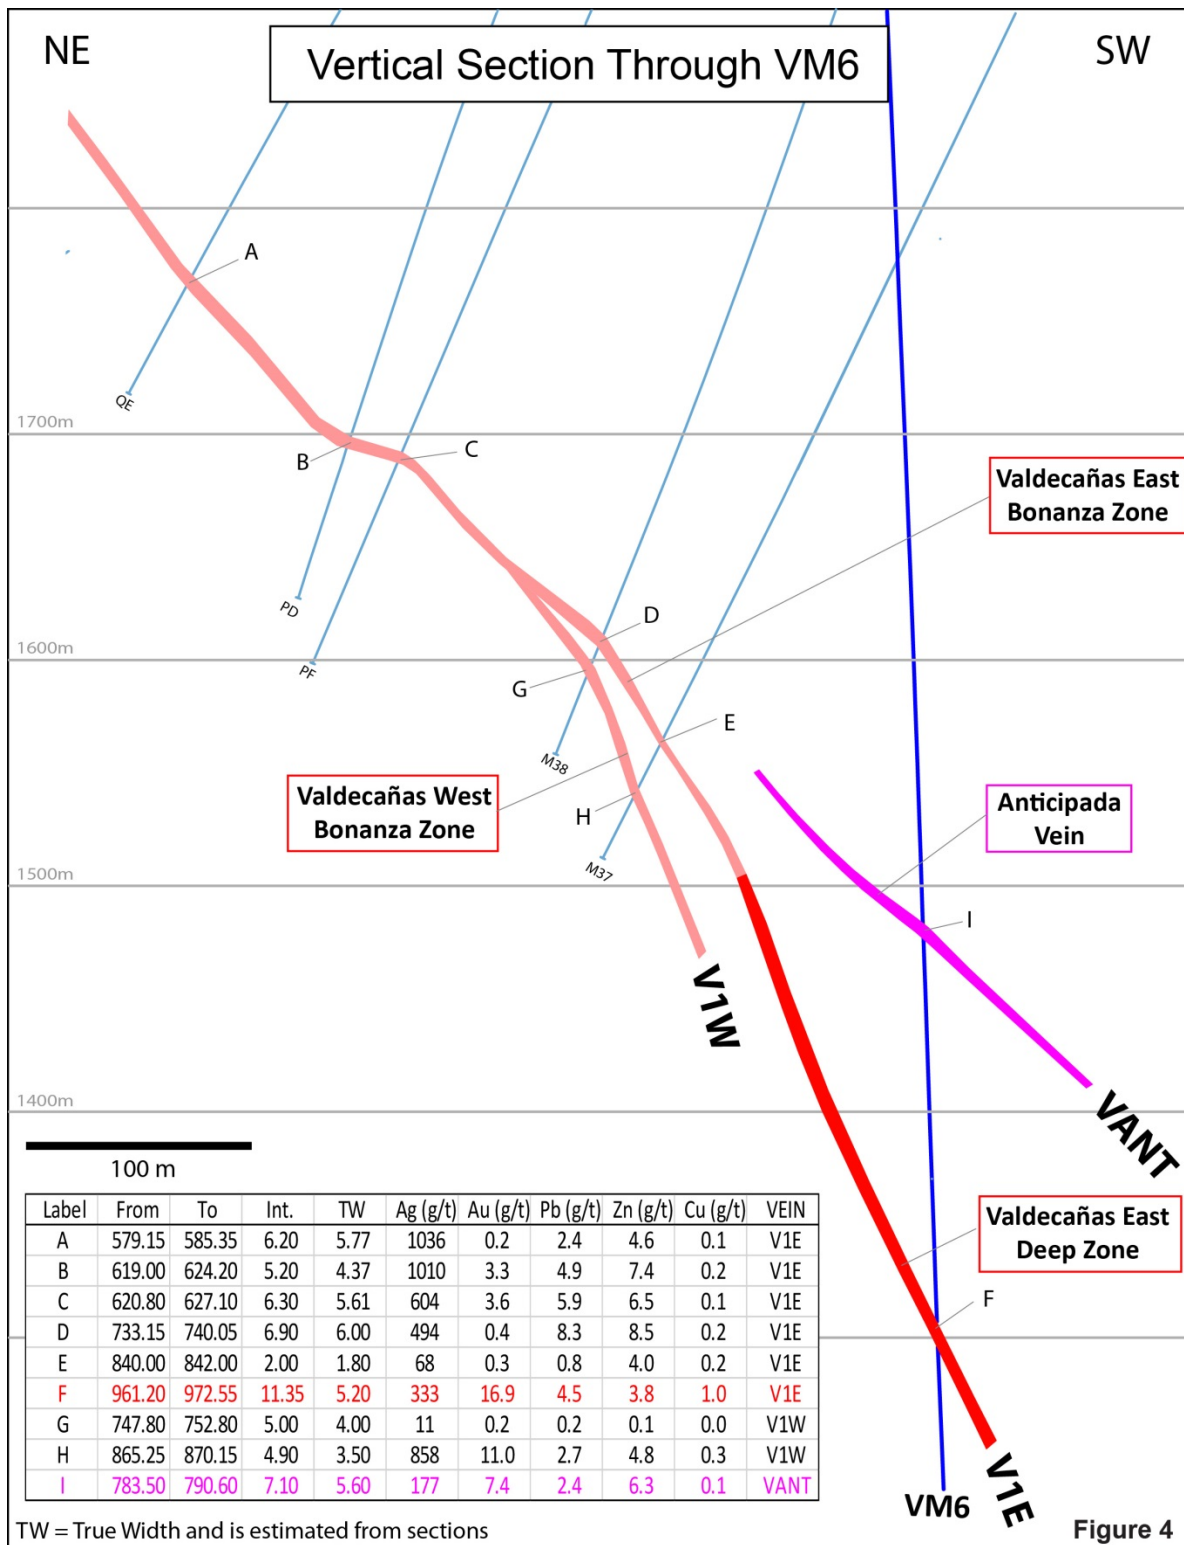 NE
Vertical Section Through VM6
SW
A
QE
1700m
B
C
Valdecañas East
Bonanza Zone
PD
D
PF
1600m
G
E
M38
Valdecañas West
Bonanza Zone
H
Anticipada
Vein
M37
1500m
I
V1W
1400m
VANT
100 m
Label From To Int. TW Ag (g/t) Au (g/t) Pb (g/t) Zn (g/t) Cu (g/t) VEIN
A 579.15 585.35 6.20 5.77 1036 0.2 2.4 4.6 0.1 V1E
B 619.00 624.20 5.20 4.37 1010 3.3 4.9 7.4 0.2 V1E
C 620.80 627.10 6.30 5.61 604 3.6 5.9 6.5 0.1 V1E
D 733.15 740.05 6.90 6.00 494 0.4 8.3 8.5 0.2 V1E
E 840.00 842.00 2.00 1.80 68 0.3 0.8 4.0 0.2 V1E
F 961.20 972.55 11.35 5.20 333 16.9 4.5 3.8 1.0 V1E
G 747.80 752.80 5.00 4.00 11 0.2 0.2 0.1 0.0 V1W
H 865.25 870.15 4.90 3.50 858 11.0 2.7 4.8 0.3 V1W
I 783.50 790.60 7.10 5.60 177 7.4 2.4 6.3 0.1 VANT
Valdecañas East
Deep Zone
F
V1E
VM6
TW = True Width and is estimated from sections
Figure 4